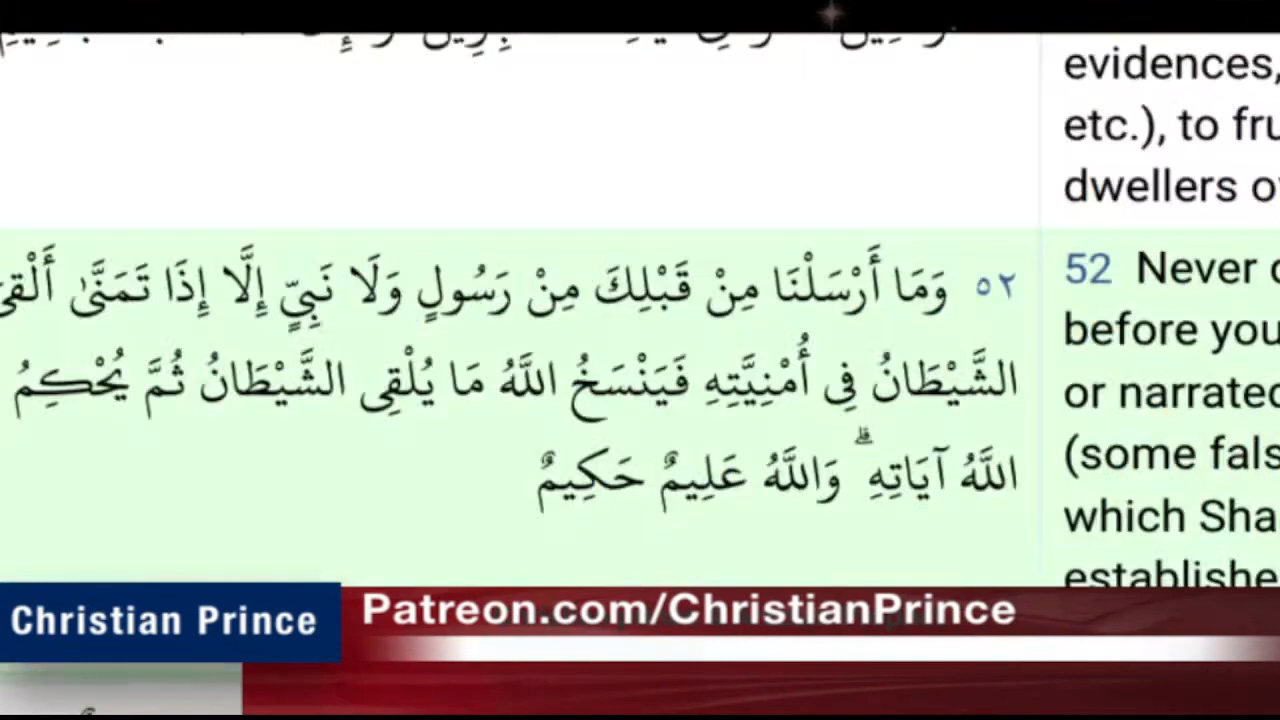 evidences,
etc.), to fru
dwellers o
٥٢ وَمَا أَرْسَلْنَا مِنْ قَبْلِكَ مِنْ رَسُولٍ وَلَا نَبِيٍّ إِلَّا إِذَا تَمَنَّىٰ أَلْقَى
الشَّيْطَانُ فِي أُمْنِيَّتِهِ فَيَنْسَخُ اللَّهُ مَا يُلْقِي الشَّيْطَانُ ثُمَّ يُحْكِمُ
اللَّهُ آيَاتِهِ ۗ وَاللَّهُ عَلِيمٌ حَكِيمٌ
52 Never
before you
or narrated
(some fals
which Sha
establishe
Christian Prince
Patreon.com/ChristianPrince